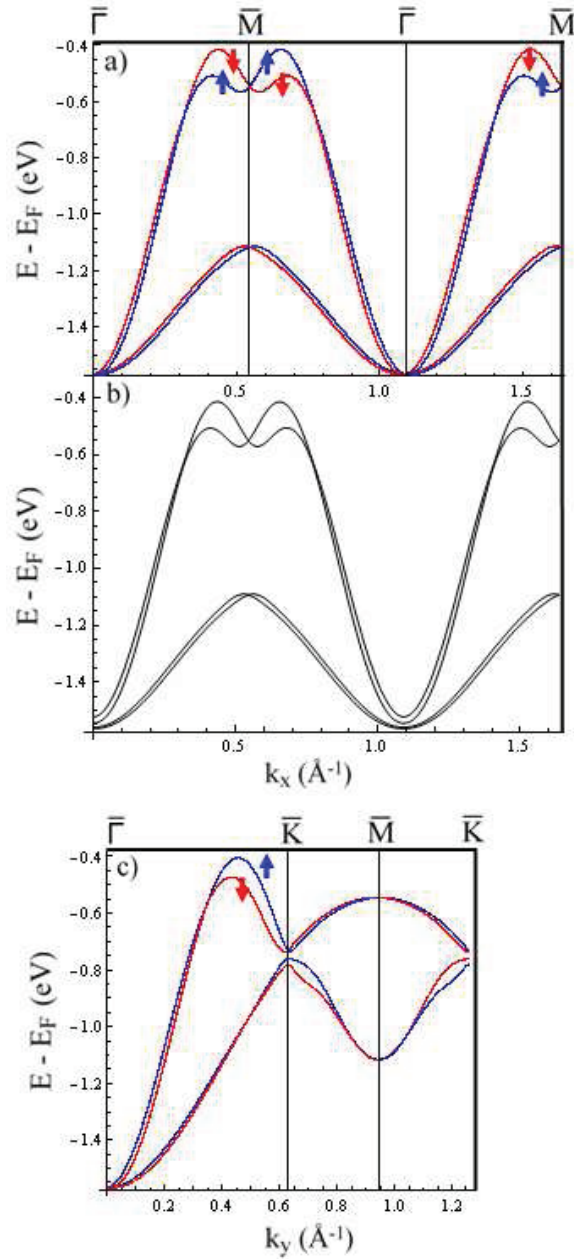 Γ̅ M̅ Γ̅ M̅
a)
E - E_F (eV)
-0.4
-0.6
-0.8
-1.0
-1.2
-1.4
0.5 1.0 1.5
b)
E - E_F (eV)
-0.4
-0.6
-0.8
-1.0
-1.2
-1.4
0.5 1.0 1.5
k_x (Å⁻¹)
Γ̅ K̅ M̅ K̅
c)
E - E_F (eV)
-0.4
-0.6
-0.8
-1.0
-1.2
-1.4
0.2 0.4 0.6 0.8 1.0 1.2
k_y (Å⁻¹)